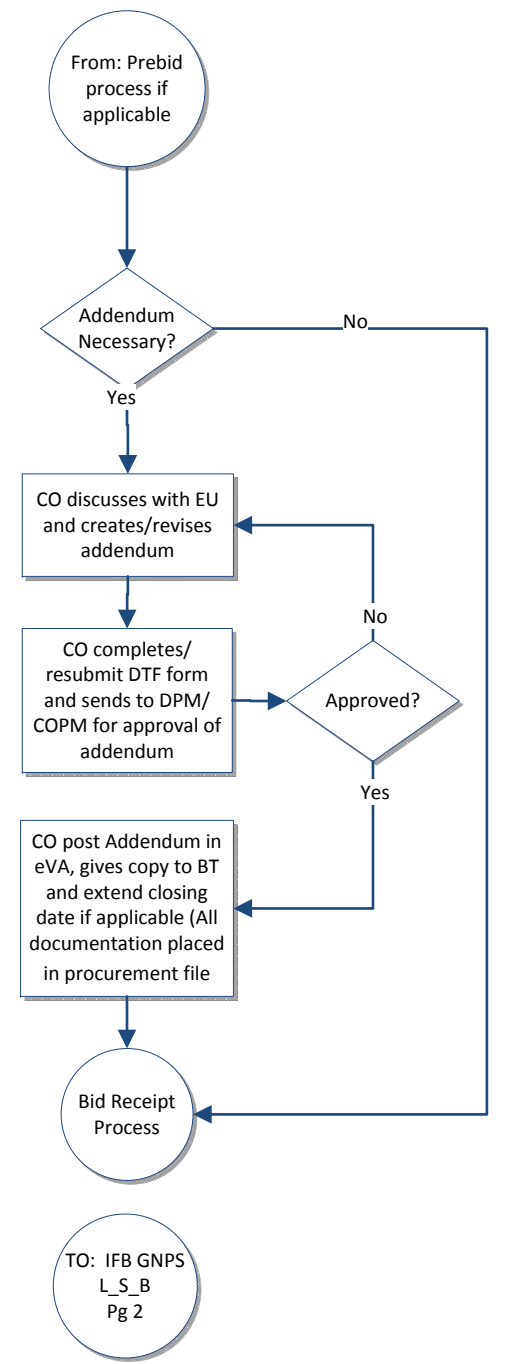 From: Prebid
process if
applicable
Addendum
Necessary?
No
Yes
CO discusses with EU
and creates/revises
addendum
No
CO completes/
resubmit DTF form
and sends to DPM/
COPM for approval of
addendum
Approved?
Yes
CO post Addendum in
eVA, gives copy to BT
and extend closing
date if applicable (All
documentation placed
in procurement file
Bid Receipt
Process
TO: IFB GNPS
L_S_B
Pg 2